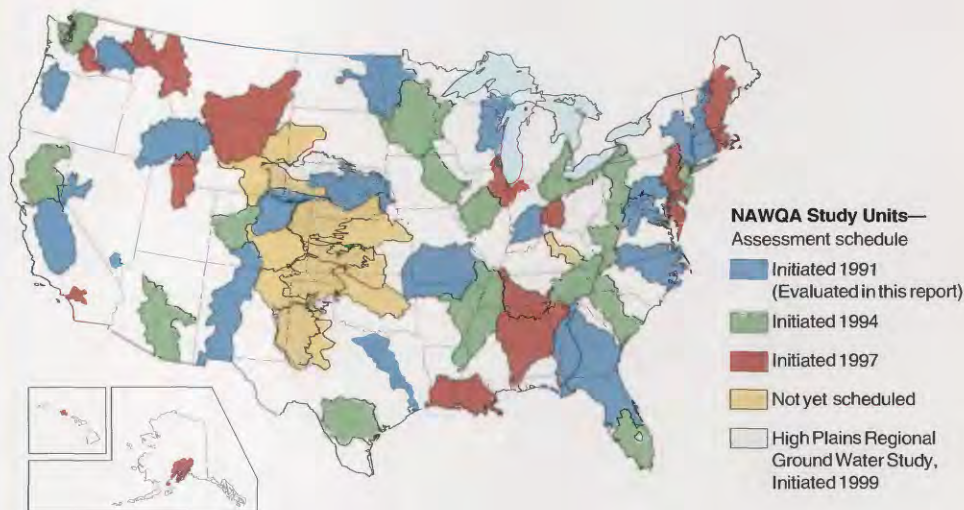 NAWQA Study Units—
Assessment schedule
Initiated 1991
(Evaluated in this report)
Initiated 1994
Initiated 1997
Not yet scheduled
High Plains Regional
Ground Water Study,
Initiated 1999